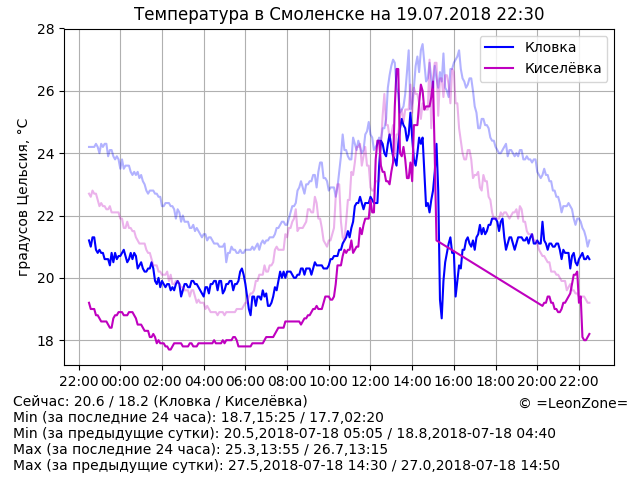 Температура в Смоленске на 19.07.2018 22:30
градусов Цельсия, °C
28
26
24
22
20
18
Кловка
Киселёвка
22:00 00:00 02:00 04:00 06:00 08:00 10:00 12:00 14:00 16:00 18:00 20:00 22:00
Сейчас: 20.6 / 18.2 (Кловка / Киселёвка)
© =LeonZone=
Min (за последние 24 часа): 18.7,15:25 / 17.7,02:20
Min (за предыдущие сутки): 20.5,2018-07-18 05:05 / 18.8,2018-07-18 04:40
Max (за последние 24 часа): 25.3,13:55 / 26.7,13:15
Max (за предыдущие сутки): 27.5,2018-07-18 14:30 / 27.0,2018-07-18 14:50